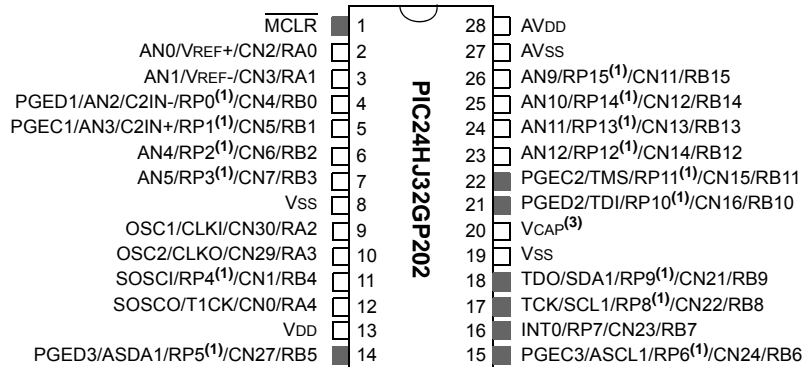 MCLR 1 28 AVDD
AN0/VREF+/CN2/RA0 2 27 AVSS
AN1/VREF-/CN3/RA1 3 26 AN9/RP15(1)/CN11/RB15
PGED1/AN2/C2IN-/RP0(1)/CN4/RB0 4 25 AN10/RP14(1)/CN12/RB14
PGEC1/AN3/C2IN+/RP1(1)/CN5/RB1 5 24 AN11/RP13(1)/CN13/RB13
AN4/RP2(1)/CN6/RB2 6 23 AN12/RP12(1)/CN14/RB12
AN5/RP3(1)/CN7/RB3 7 22 PGEC2/TMS/RP11(1)/CN15/RB11
VSS 8 21 PGED2/TDI/RP10(1)/CN16/RB10
OSC1/CLKI/CN30/RA2 9 20 VCAP(3)
OSC2/CLKO/CN29/RA3 10 19 VSS
SOSCI/RP4(1)/CN1/RB4 11 18 TDO/SDA1/RP9(1)/CN21/RB9
SOSCO/T1CK/CN0/RA4 12 17 TCK/SCL1/RP8(1)/CN22/RB8
VDD 13 16 INT0/RP7/CN23/RB7
PGED3/ASDA1/RP5(1)/CN27/RB5 14 15 PGEC3/ASCL1/RP6(1)/CN24/RB6
PIC24HJ32GP202